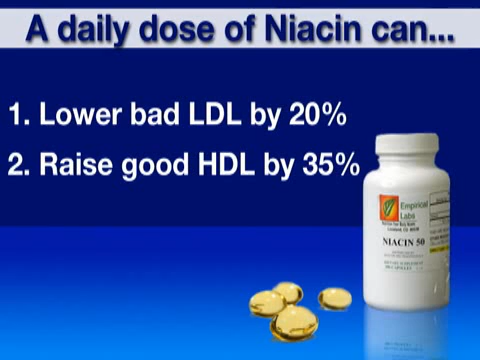 A daily dose of Niacin can...
1. Lower bad LDL by 20%
2. Raise good HDL by 35%
Empirical
Labs
NIACIN 50